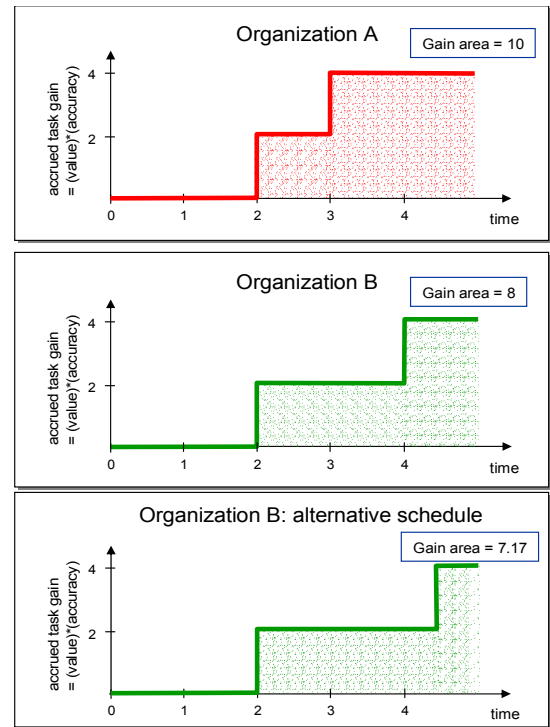 Organization A
Gain area = 10
accrued task gain
= (value)*(accuracy)
4
2
0 1 2 3 4 time
Organization B
Gain area = 8
accrued task gain
= (value)*(accuracy)
4
2
0 1 2 3 4 time
Organization B: alternative schedule
Gain area = 7.17
accrued task gain
= (value)*(accuracy)
4
2
0 1 2 3 4 time